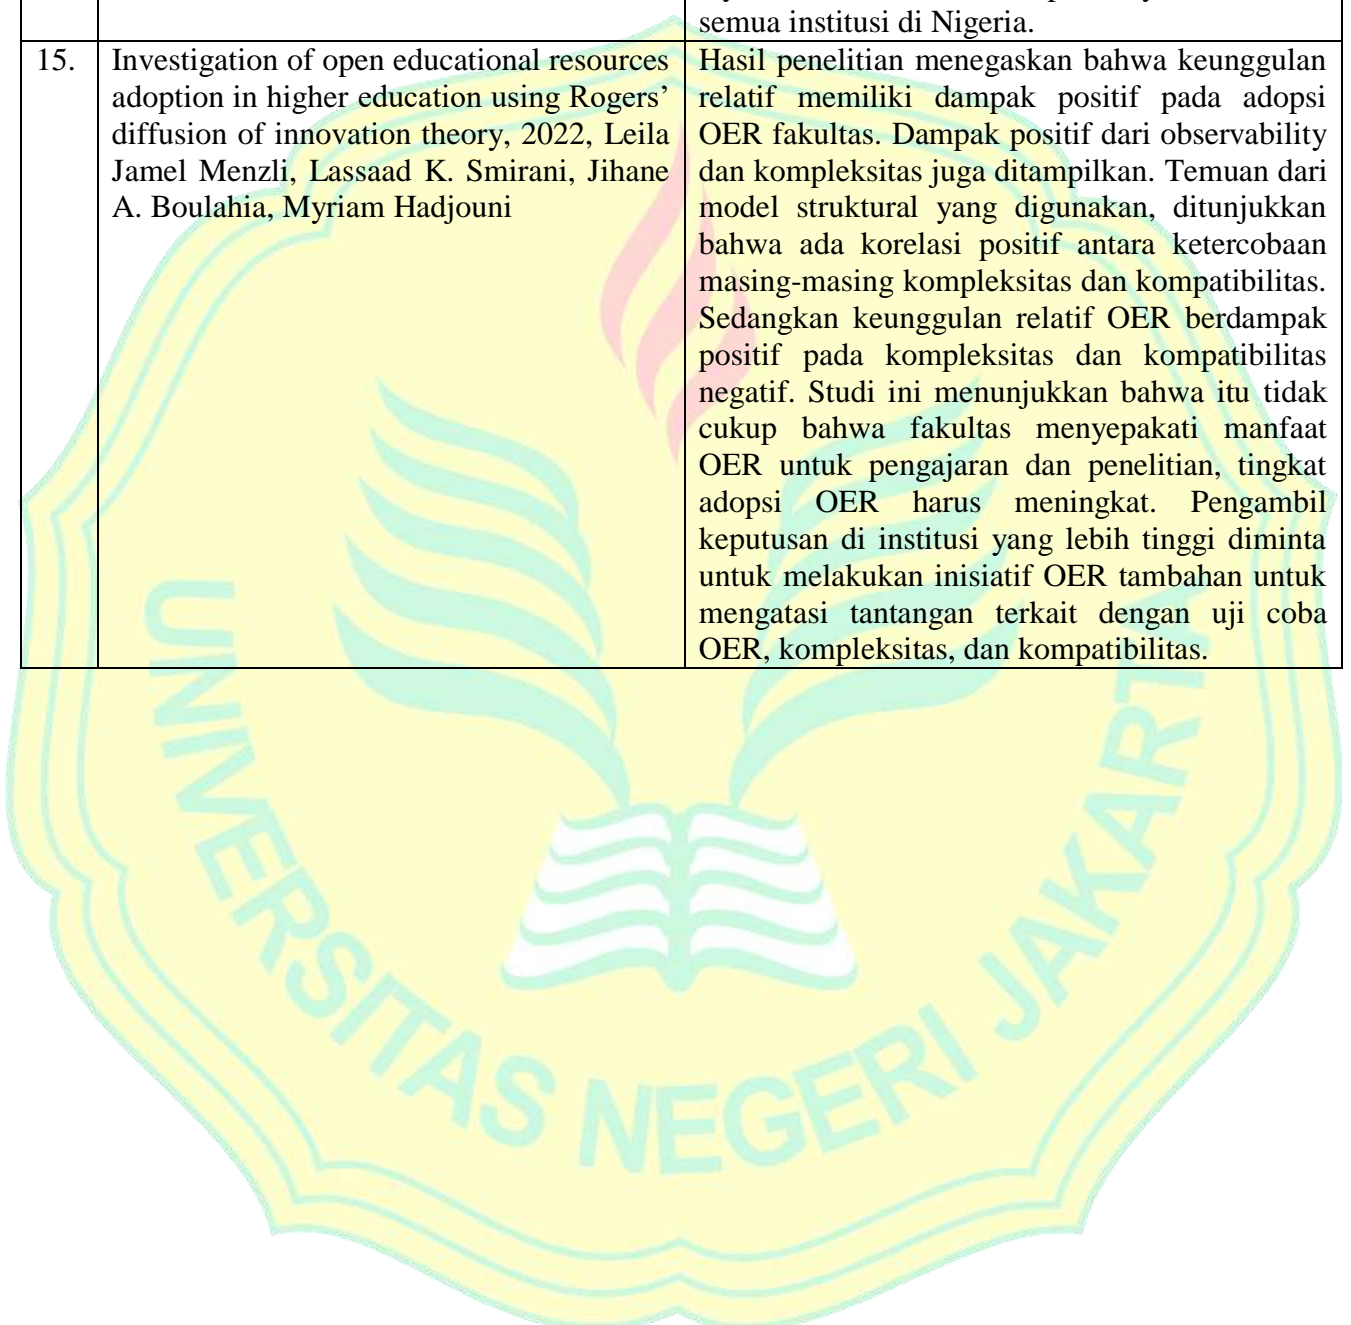 semua institusi di Nigeria.
15.
Investigation of open educational resources
adoption in higher education using Rogers’
diffusion of innovation theory, 2022, Leila
Jamel Menzli, Lassaad K. Smirani, Jihane
A. Boulahia, Myriam Hadjouni
Hasil penelitian menegaskan bahwa keunggulan
relatif memiliki dampak positif pada adopsi
OER fakultas. Dampak positif dari observability
dan kompleksitas juga ditampilkan. Temuan dari
model struktural yang digunakan, ditunjukkan
bahwa ada korelasi positif antara ketercobaan
masing-masing kompleksitas dan kompatibilitas.
Sedangkan keunggulan relatif OER berdampak
positif pada kompleksitas dan kompatibilitas
negatif. Studi ini menunjukkan bahwa itu tidak
cukup bahwa fakultas menyepakati manfaat
OER untuk pengajaran dan penelitian, tingkat
adopsi OER harus meningkat. Pengambil
keputusan di institusi yang lebih tinggi diminta
untuk melakukan inisiatif OER tambahan untuk
mengatasi tantangan terkait dengan uji coba
OER, kompleksitas, dan kompatibilitas.
UNIVERSITAS NEGERI JAKARTA